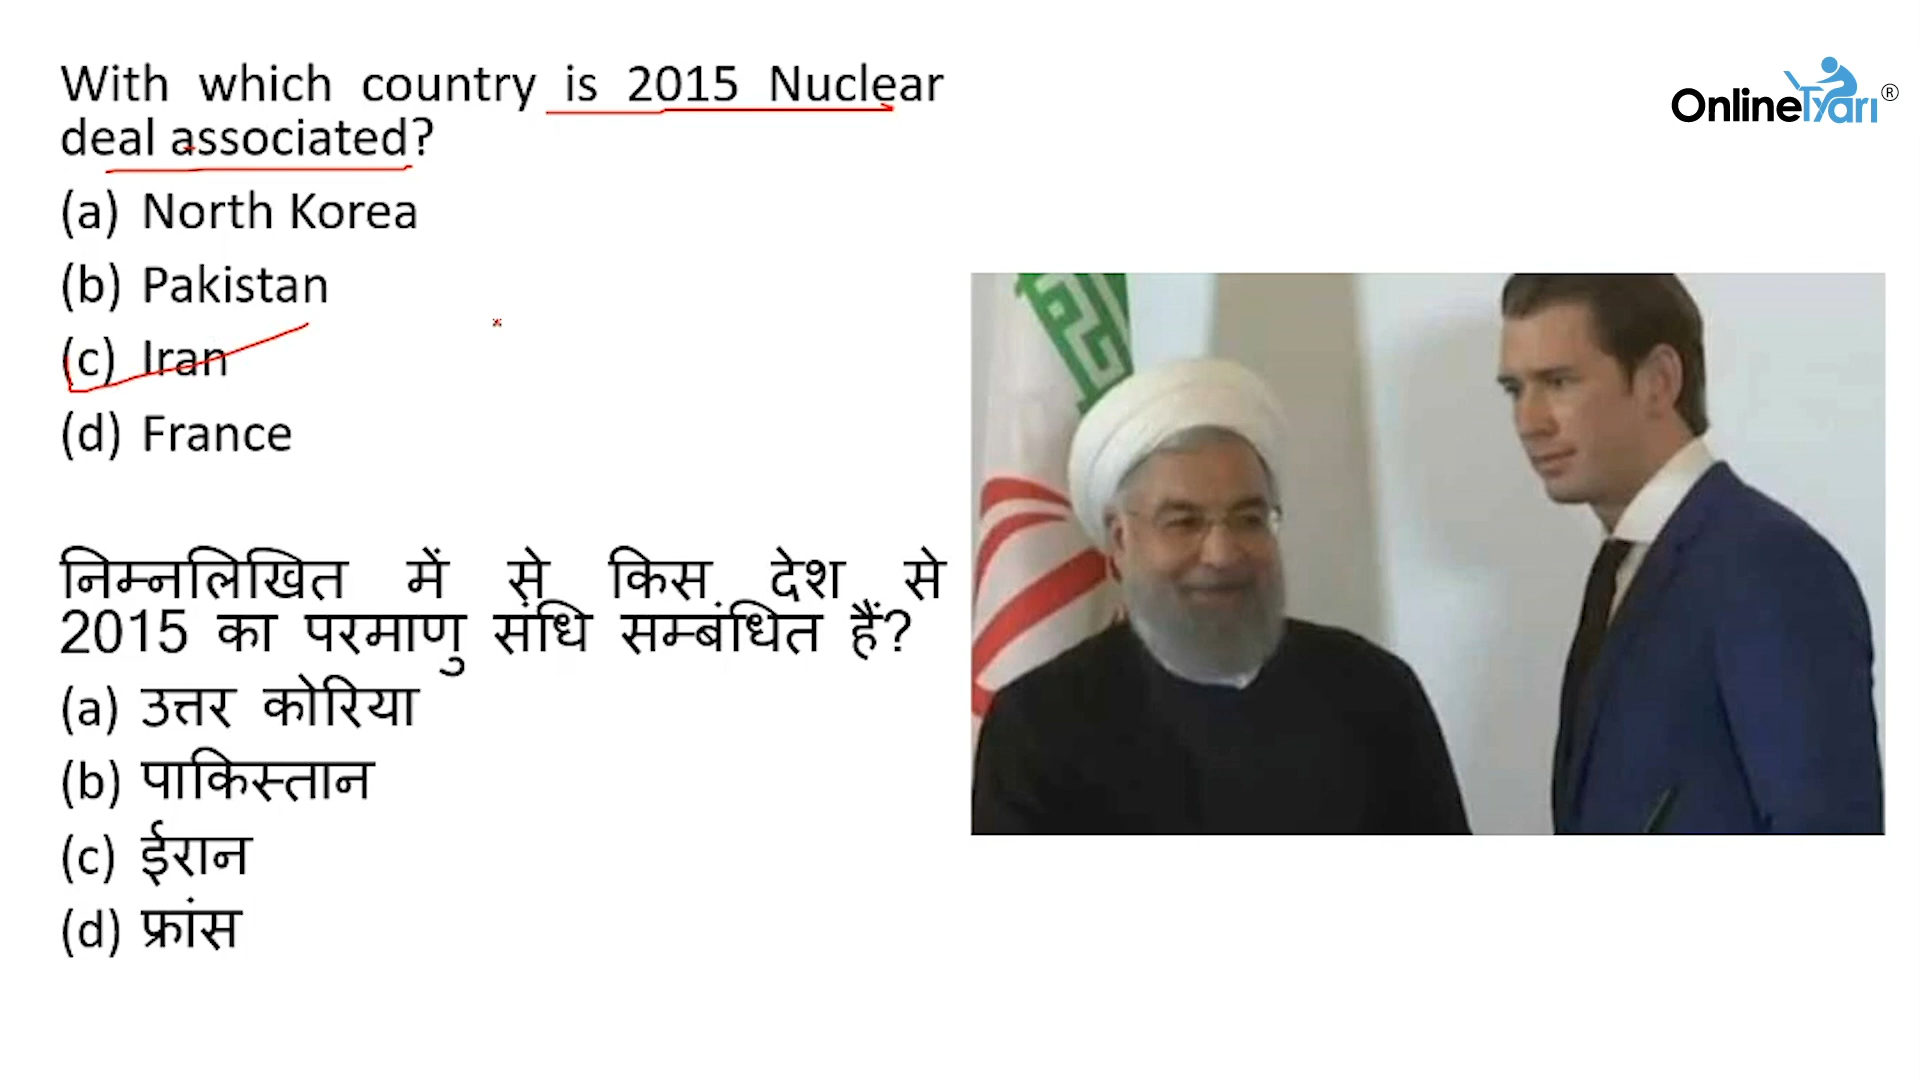 With which country is 2015 Nuclear
deal associated?
(a) North Korea
(b) Pakistan
(c) Iran
(d) France
निम्नलिखित में से किस देश से
2015 का परमाणु संधि सम्बंधित हैं?
(a) उत्तर कोरिया
(b) पाकिस्तान
(c) ईरान
(d) फ्रांस
OnlineTyari®